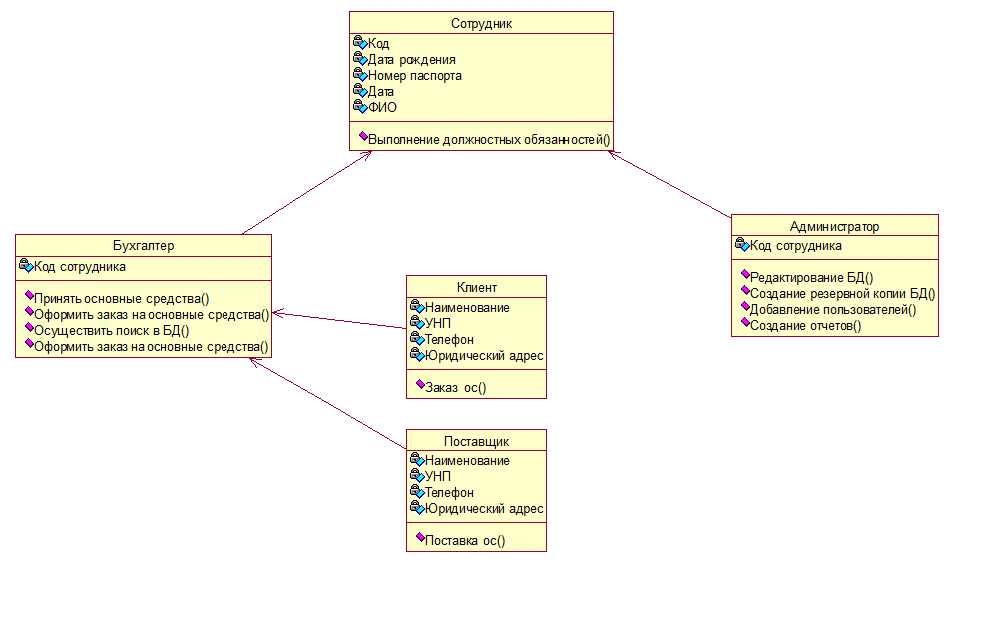 Сотрудник
Код
Дата рождения
Номер паспорта
Дата
ФИО
Выполнение должностных обязанностей()
Бухгалтер
Код сотрудника
Принять основные средства()
Оформить заказ на основные средства()
Осуществить поиск в БД()
Оформить заказ на основные средства()
Клиент
Наименование
УНП
Телефон
Юридический адрес
Заказ ос()
Поставщик
Наименование
УНП
Телефон
Юридический адрес
Поставка ос()
Администратор
Код сотрудника
Редактирование БД()
Создание резервной копии БД()
Добавление пользователей()
Создание отчетов()